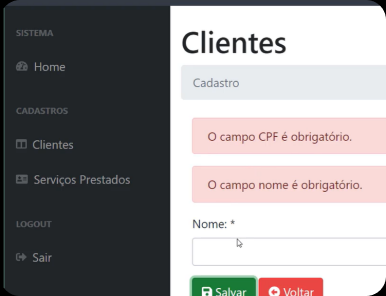 SISTEMA
Home
CADASTROS
Clientes
Serviços Prestados
LOGOUT
Sair
Clientes
Cadastro
O campo CPF é obrigatório.
O campo nome é obrigatório.
Nome: *
Salvar
Voltar